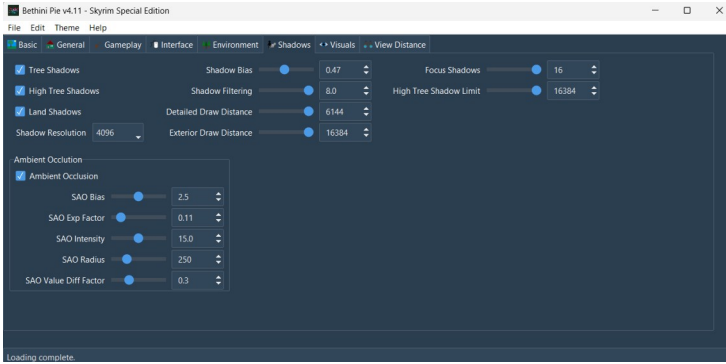 Bethini Pie v4.11 - Skyrim Special Edition
File Edit Theme Help
Basic General Gameplay Interface Environment Shadows Visuals View Distance
Tree Shadows Shadow Bias 0.47 Focus Shadows 16
High Tree Shadows Shadow Filtering 8.0 High Tree Shadow Limit 16384
Land Shadows Detailed Draw Distance 6144
Shadow Resolution 4096 Exterior Draw Distance 16384
Ambient Occlution
Ambient Occlusion
SAO Bias 2.5
SAO Exp Factor 0.11
SAO Intensity 15.0
SAO Radius 250
SAO Value Diff Factor 0.3
Loading complete.